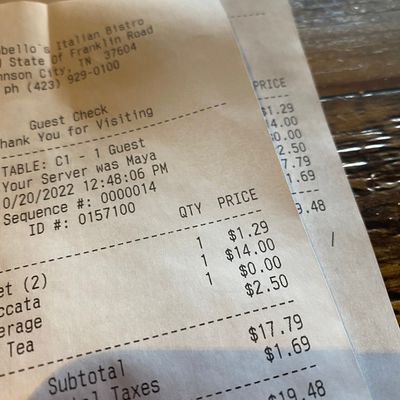 obello's Italian Bistro
State of Franklin Road
hnson City, TN 37604
ph (423) 929-0100
Guest Check
hank You for Visiting
TABLE: C1 - 1 Guest
Your Server was Maya
0/20/2022 12:48:06 PM
Sequence #: 0000014
ID #: 0157100
QTY PRICE
et (2) 1 $1.29
ccata 1 $14.00
erage 1 $0.00
Tea $2.50
Subtotal $17.79
al Taxes $1.69
$19.48
PRICE
$1.29
14.00
0.00
2.50
7.79
1.69
9.48